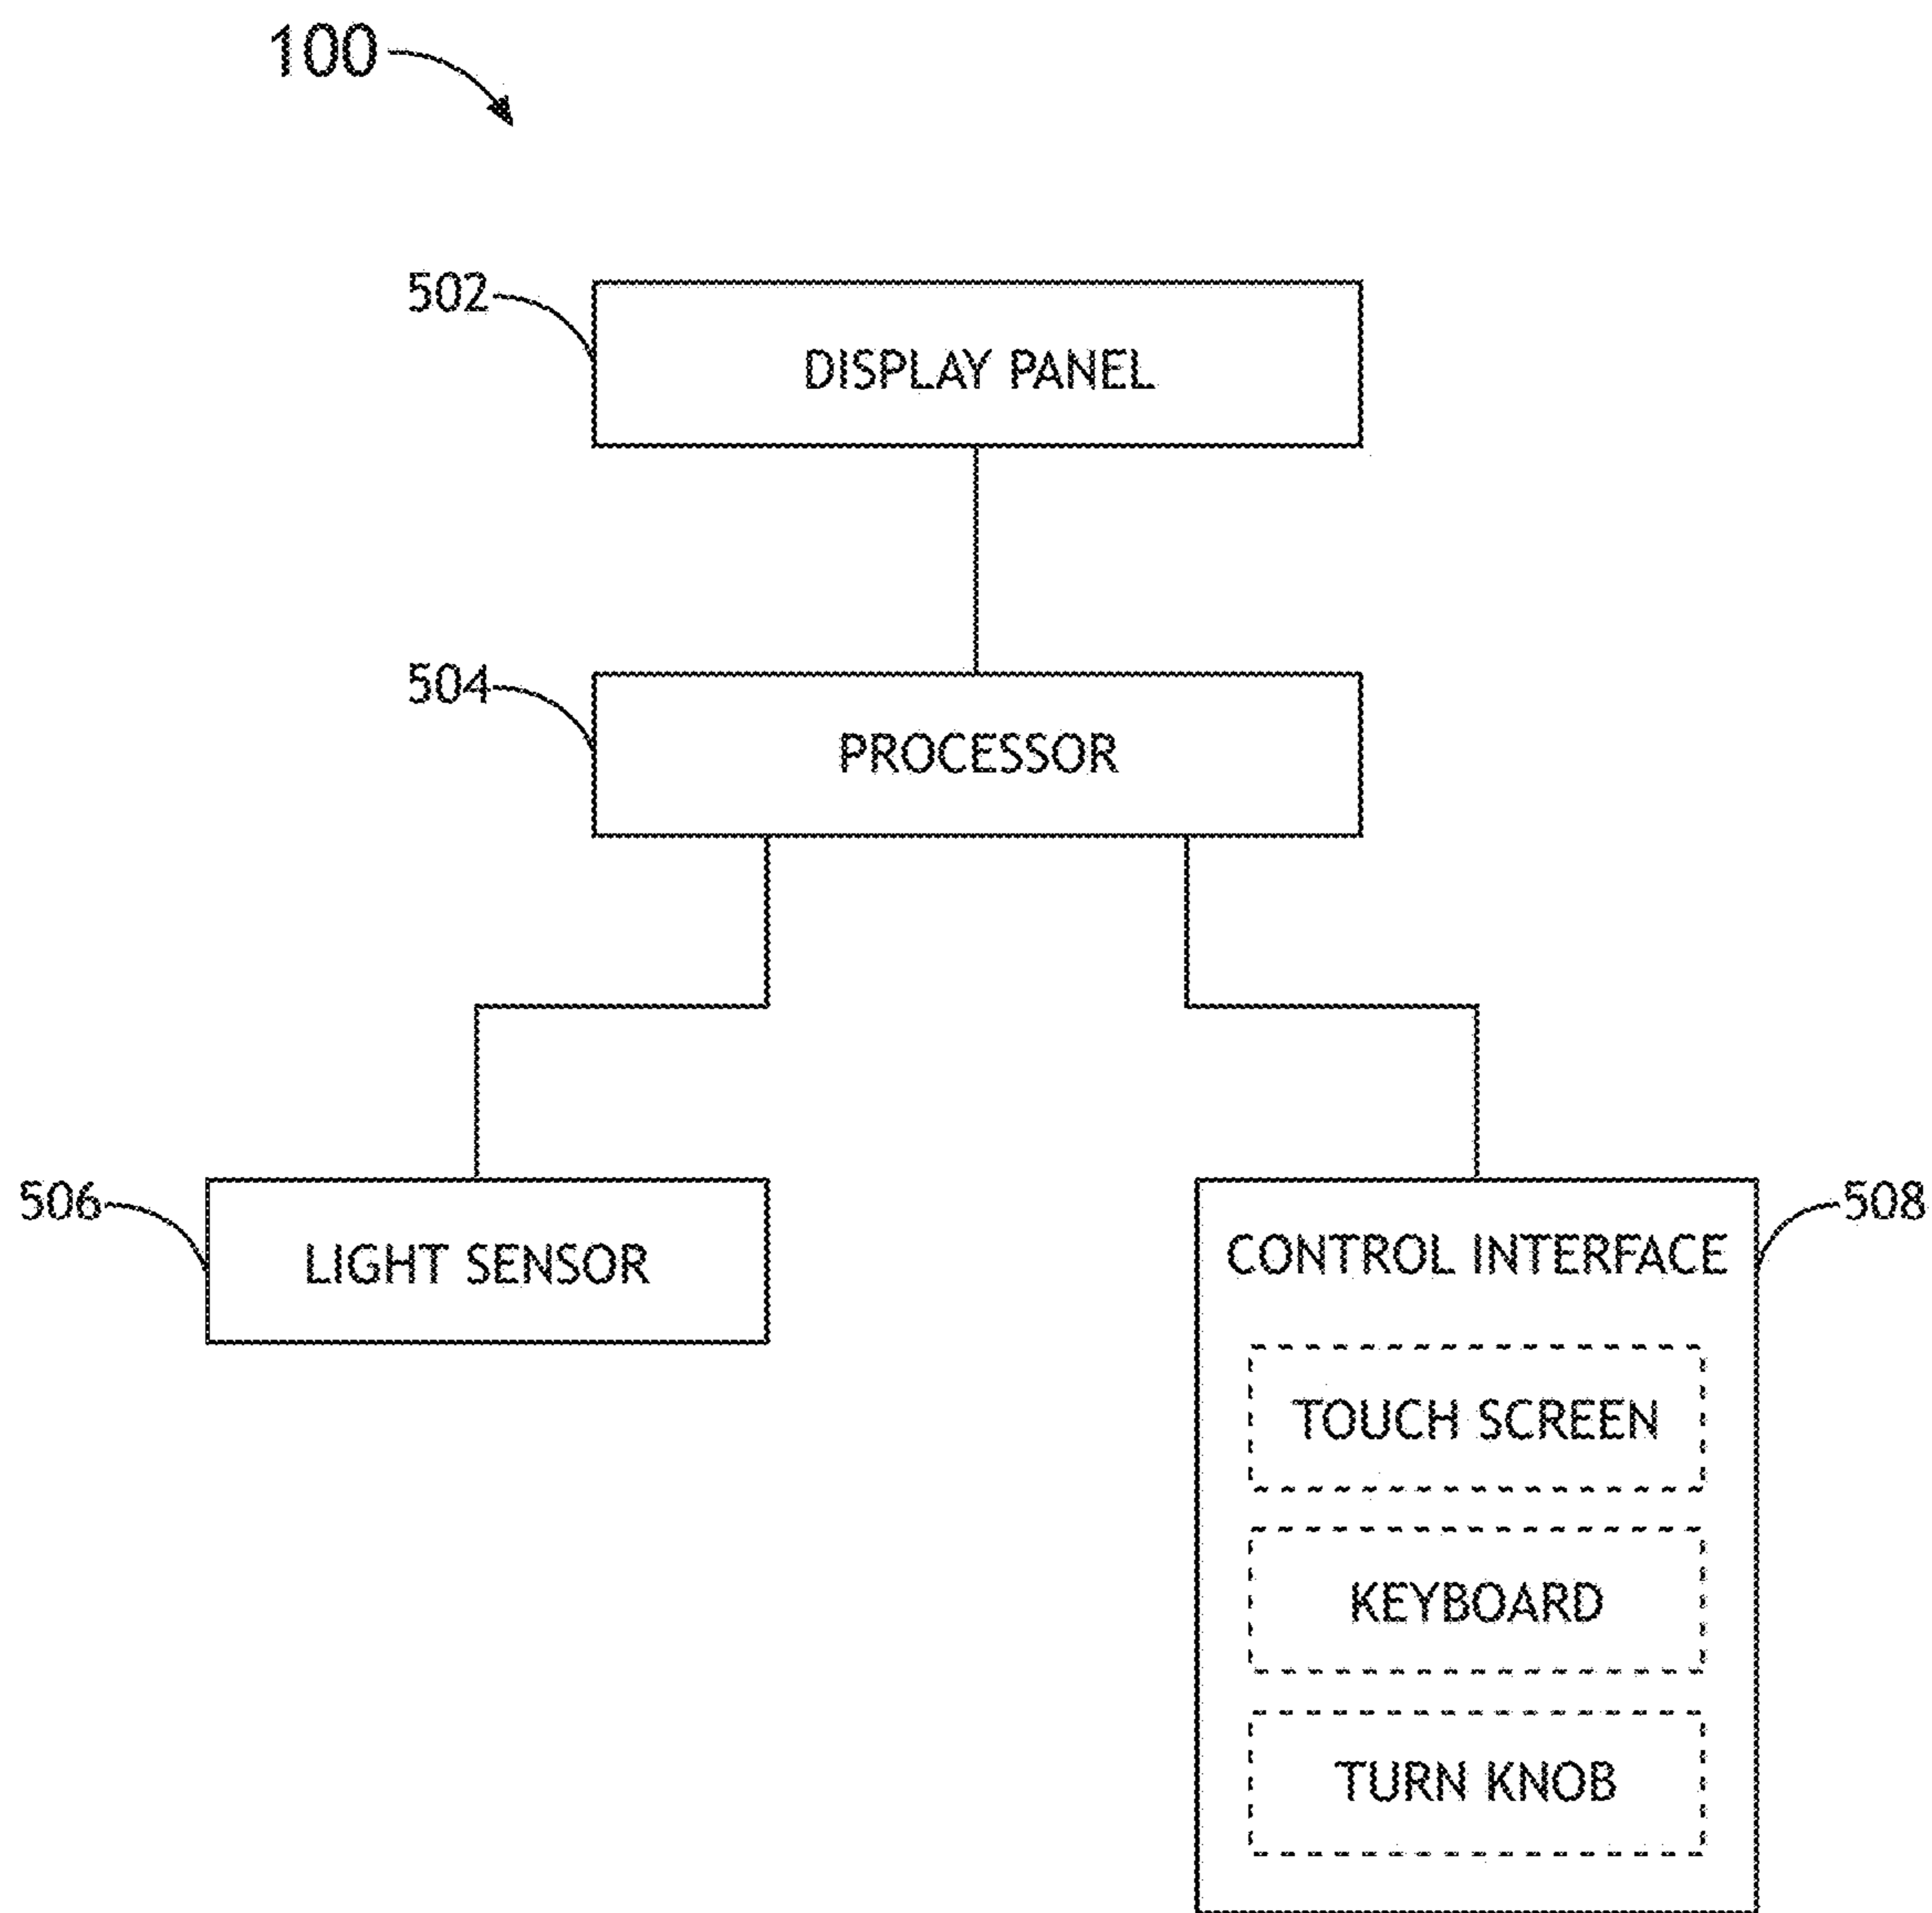 100
502
DISPLAY PANEL
504
PROCESSOR
506
LIGHT SENSOR
508
CONTROL INTERFACE
TOUCH SCREEN
KEYBOARD
TURN KNOB